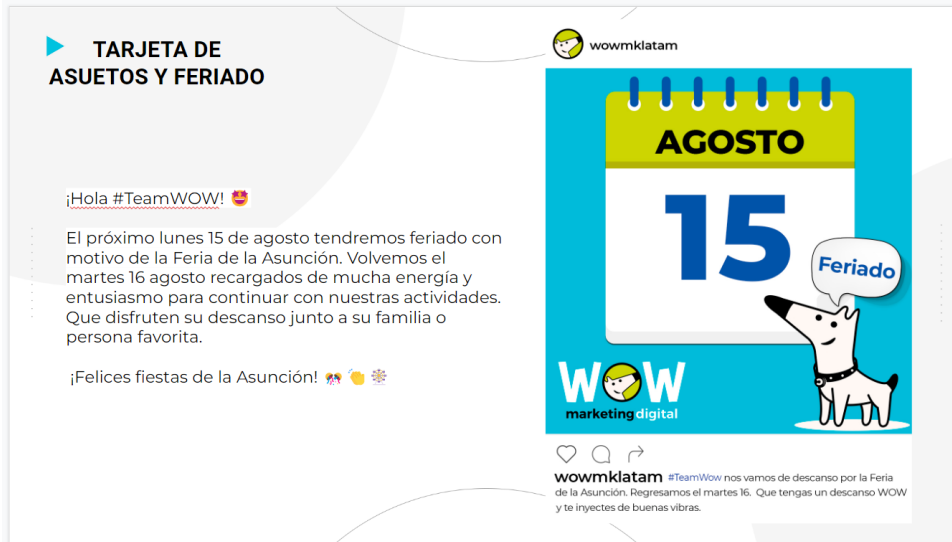 TARJETA DE
ASUETOS Y FERIADO
¡Hola #TeamWOW! 🤩
El próximo lunes 15 de agosto tendremos feriado con
motivo de la Feria de la Asunción. Volvemos el
martes 16 agosto recargados de mucha energía y
entusiasmo para continuar con nuestras actividades.
Que disfruten su descanso junto a su familia o
persona favorita.
¡Felices fiestas de la Asunción! 🎊 👏 🎆
wowmklatam
AGOSTO
15
Feriado
WOW
marketing digital
wowmklatam #TeamWow nos vamos de descanso por la Feria
de la Asunción. Regresamos el martes 16. Que tengas un descanso WOW
y te inyectes de buenas vibras.